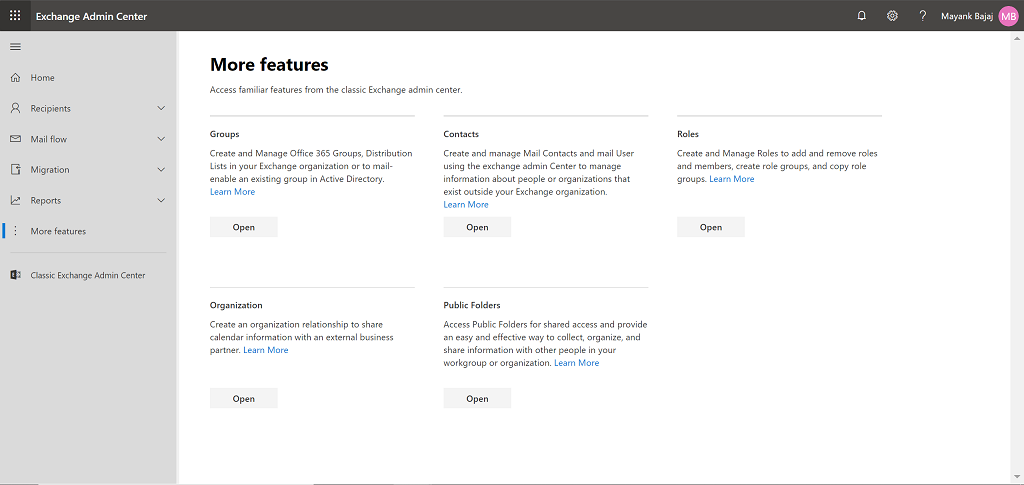 Exchange Admin Center
?
Mayank Bajaj
MB
Home
Recipients
Mail flow
Migration
Reports
More features
Classic Exchange Admin Center
More features
Access familiar features from the classic Exchange admin center.
Groups
Create and Manage Office 365 Groups, Distribution
Lists in your Exchange organization or to mail-
enable an existing group in Active Directory.
Learn More
Open
Contacts
Create and manage Mail Contacts and mail User
using the exchange admin Center to manage
information about people or organizations that
exist outside your Exchange organization.
Learn More
Open
Roles
Create and Manage Roles to add and remove roles
and members, create role groups, and copy role
groups. Learn More
Open
Organization
Create an organization relationship to share
calendar information with an external business
partner. Learn More
Open
Public Folders
Access Public Folders for shared access and provide
an easy and effective way to collect, organize, and
share information with other people in your
workgroup or organization. Learn More
Open